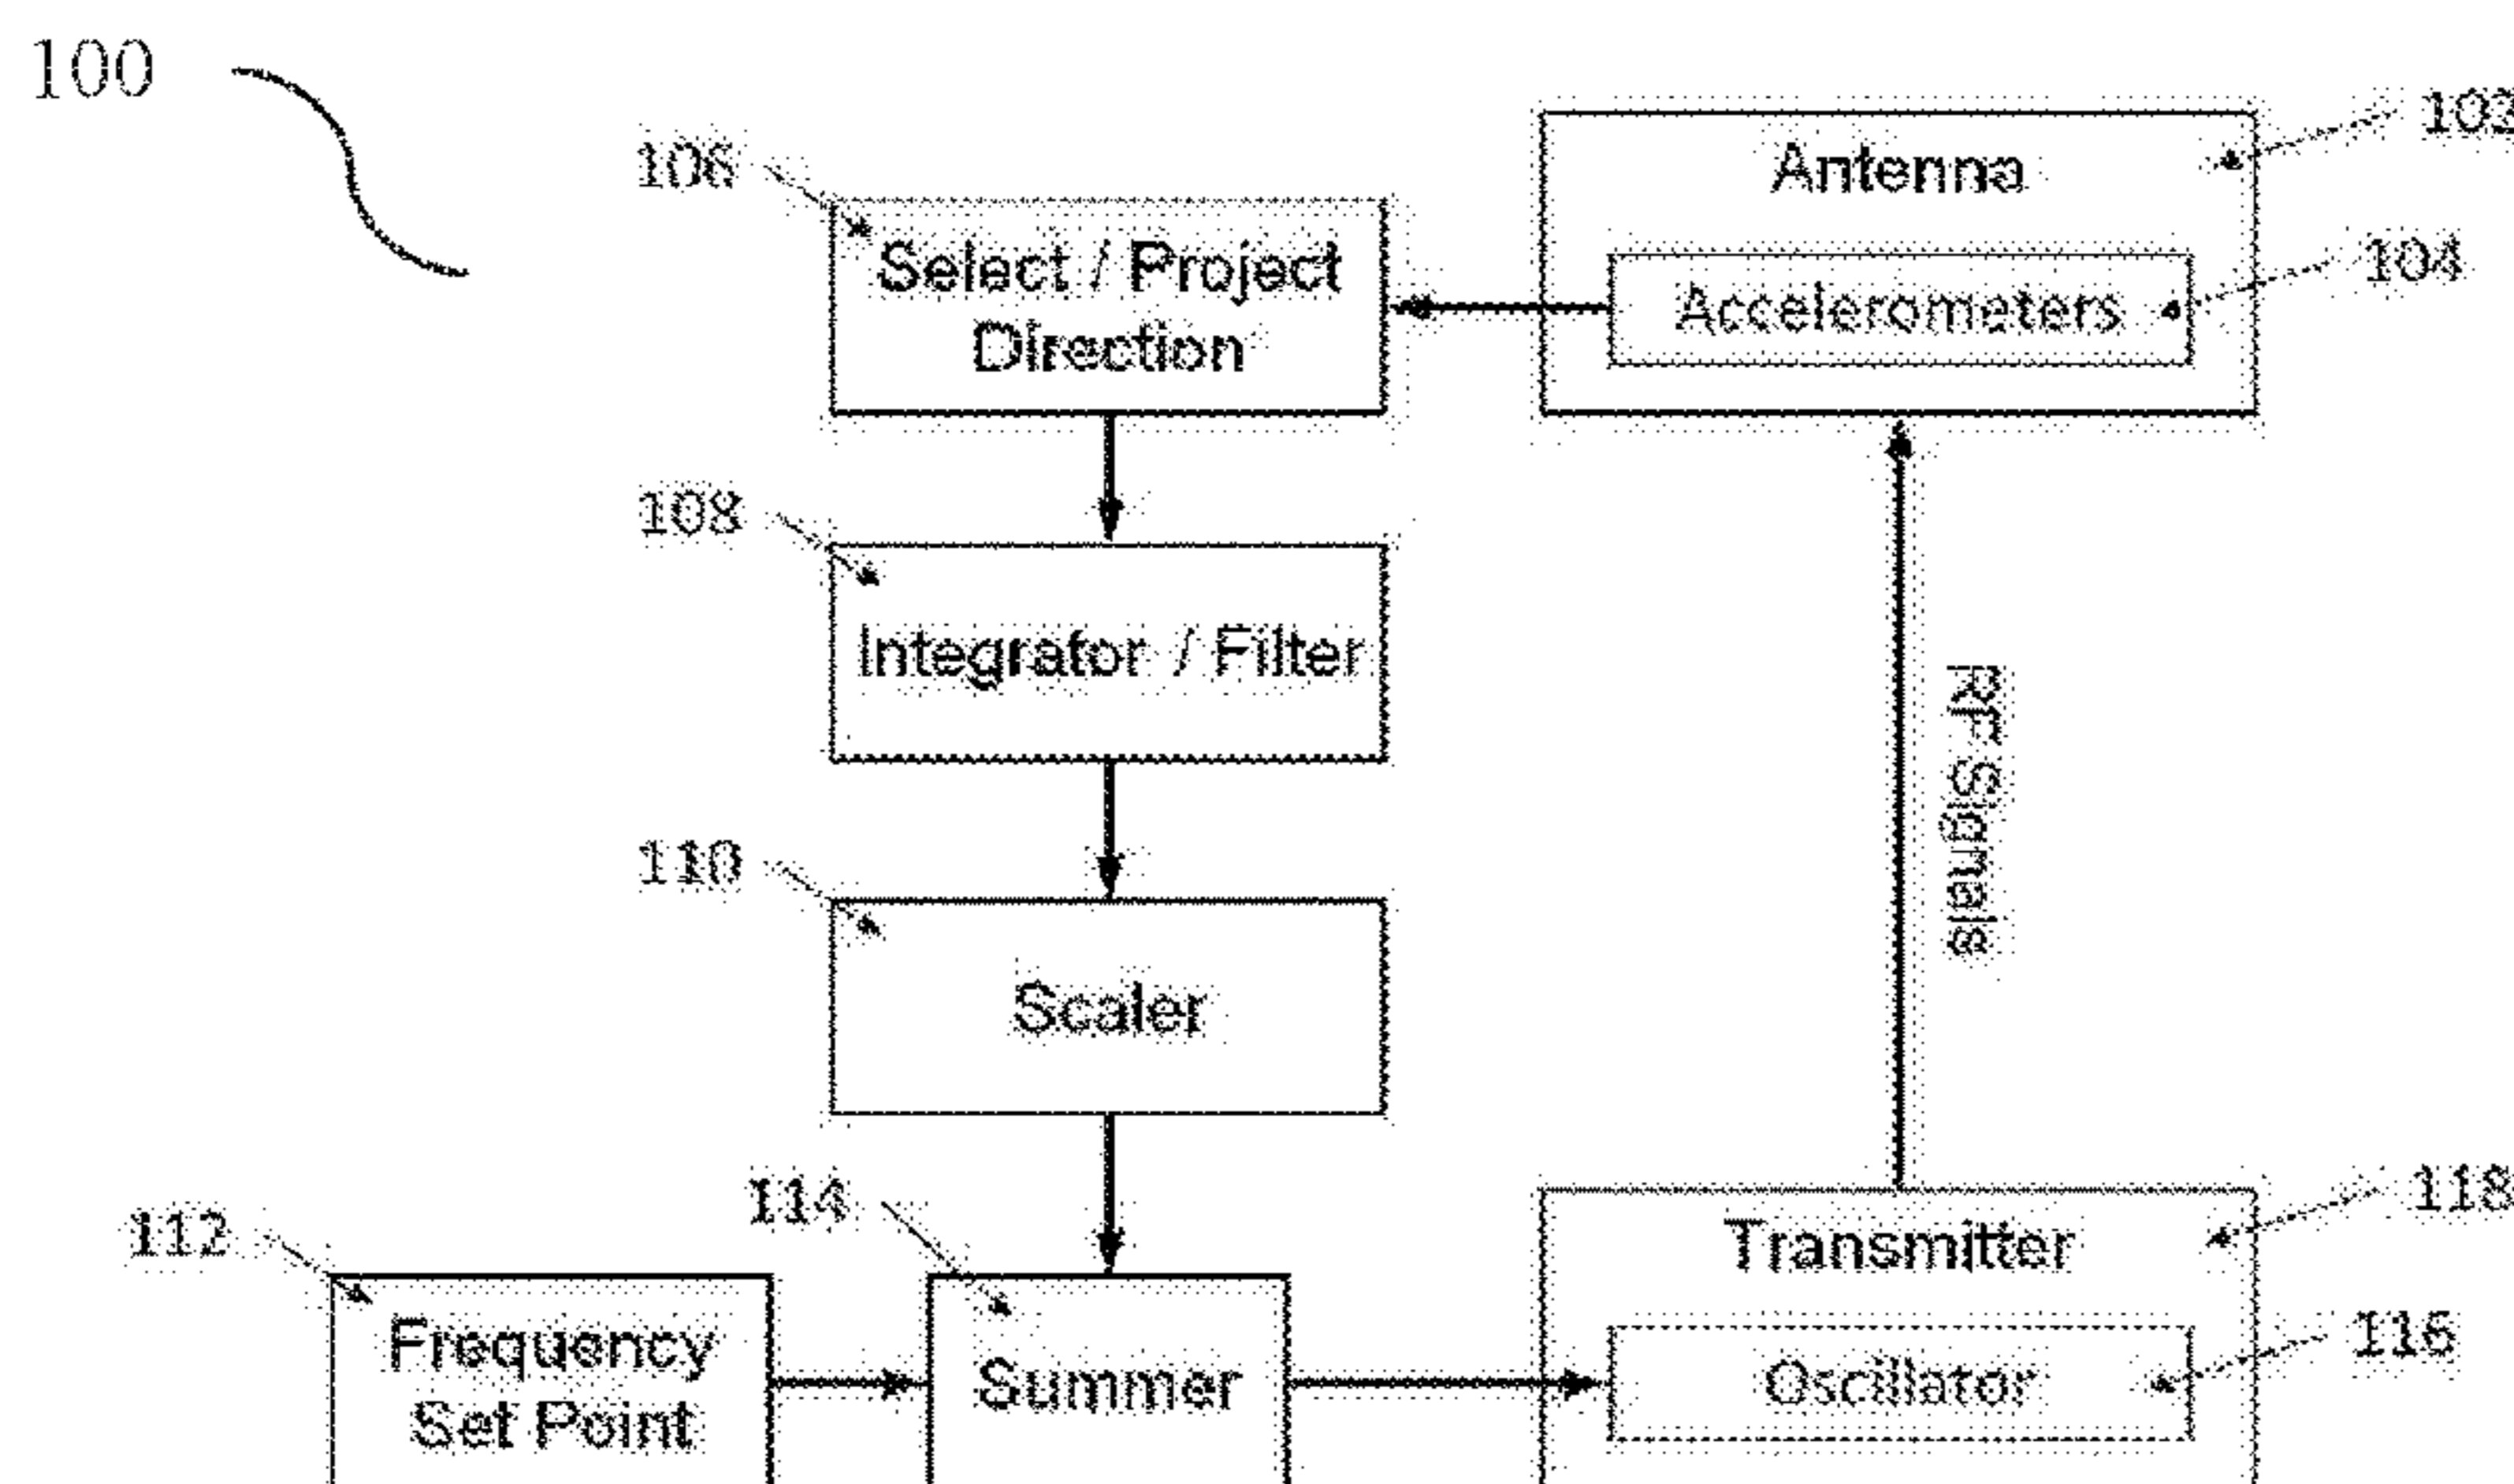 100
102
106
Antenna
104
Select / Project
Direction
Accelerometers
108
Integrator / Filter
RF Signals
110
Scaler
114
118
112
Transmitter
Frequency
Set Point
Summer
116
Oscillator